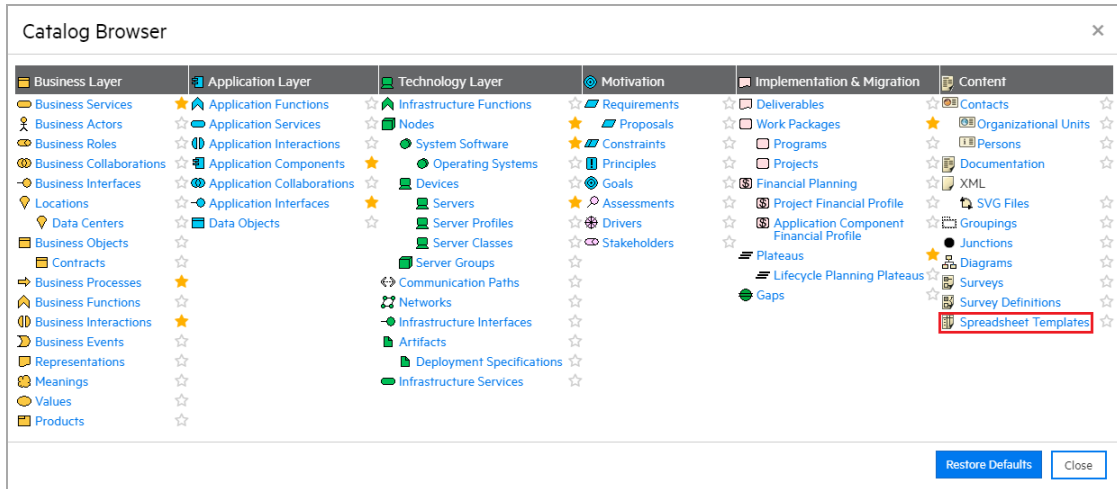 Catalog Browser
Business Layer
Business Services
Business Actors
Business Roles
Business Collaborations
Business Interfaces
Locations
Data Centers
Business Objects
Contracts
Business Processes
Business Functions
Business Interactions
Business Events
Representations
Meanings
Values
Products
Application Layer
Application Functions
Application Services
Application Interactions
Application Components
Application Collaborations
Application Interfaces
Data Objects
Technology Layer
Infrastructure Functions
Nodes
System Software
Operating Systems
Devices
Servers
Server Profiles
Server Classes
Server Groups
Communication Paths
Networks
Infrastructure Interfaces
Artifacts
Deployment Specifications
Infrastructure Services
Motivation
Requirements
Proposals
Constraints
Principles
Goals
Assessments
Drivers
Stakeholders
Implementation & Migration
Deliverables
Work Packages
Programs
Projects
Financial Planning
Project Financial Profile
Application Component
Financial Profile
Plateaus
Lifecycle Planning Plateaus
Gaps
Content
Contacts
Organizational Units
Persons
Documentation
XML
SVG Files
Groupings
Junctions
Diagrams
Surveys
Survey Definitions
Spreadsheet Templates
Restore Defaults
Close